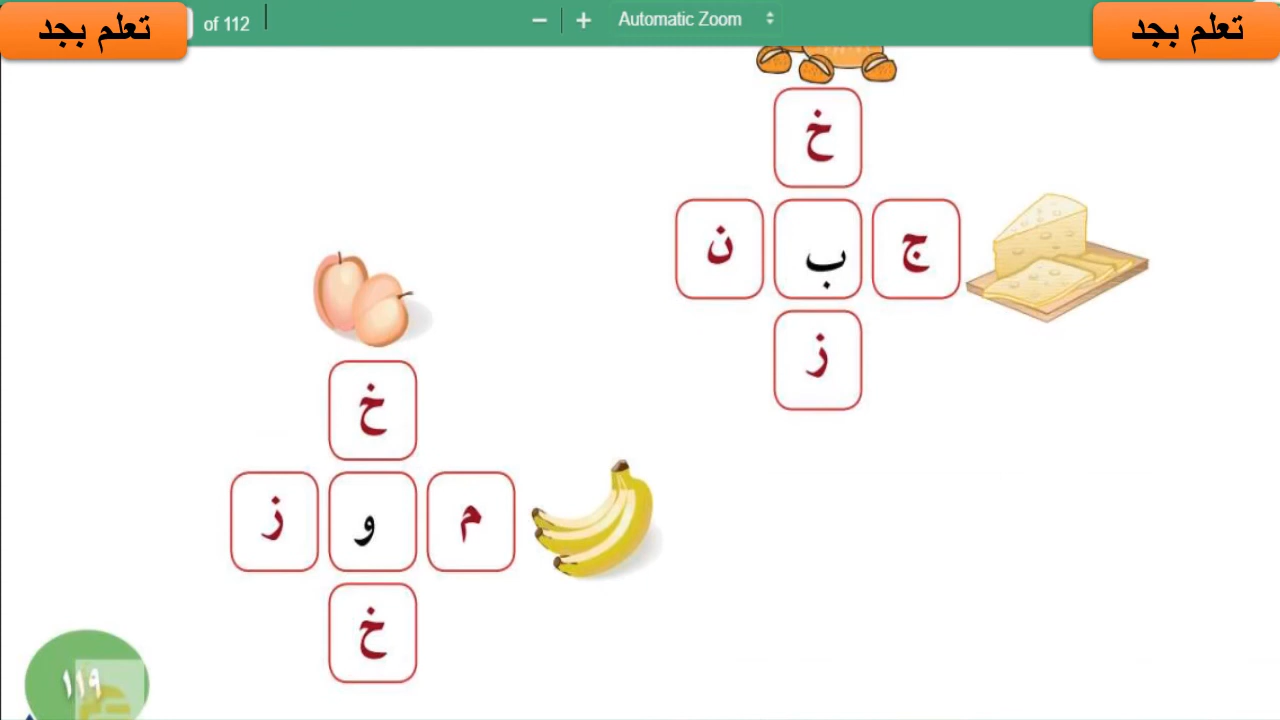 تعلم بجد
of 112
− + Automatic Zoom
تعلم بجد
خ
ج ب ن
ز
خ
م و ز
خ
١١٩